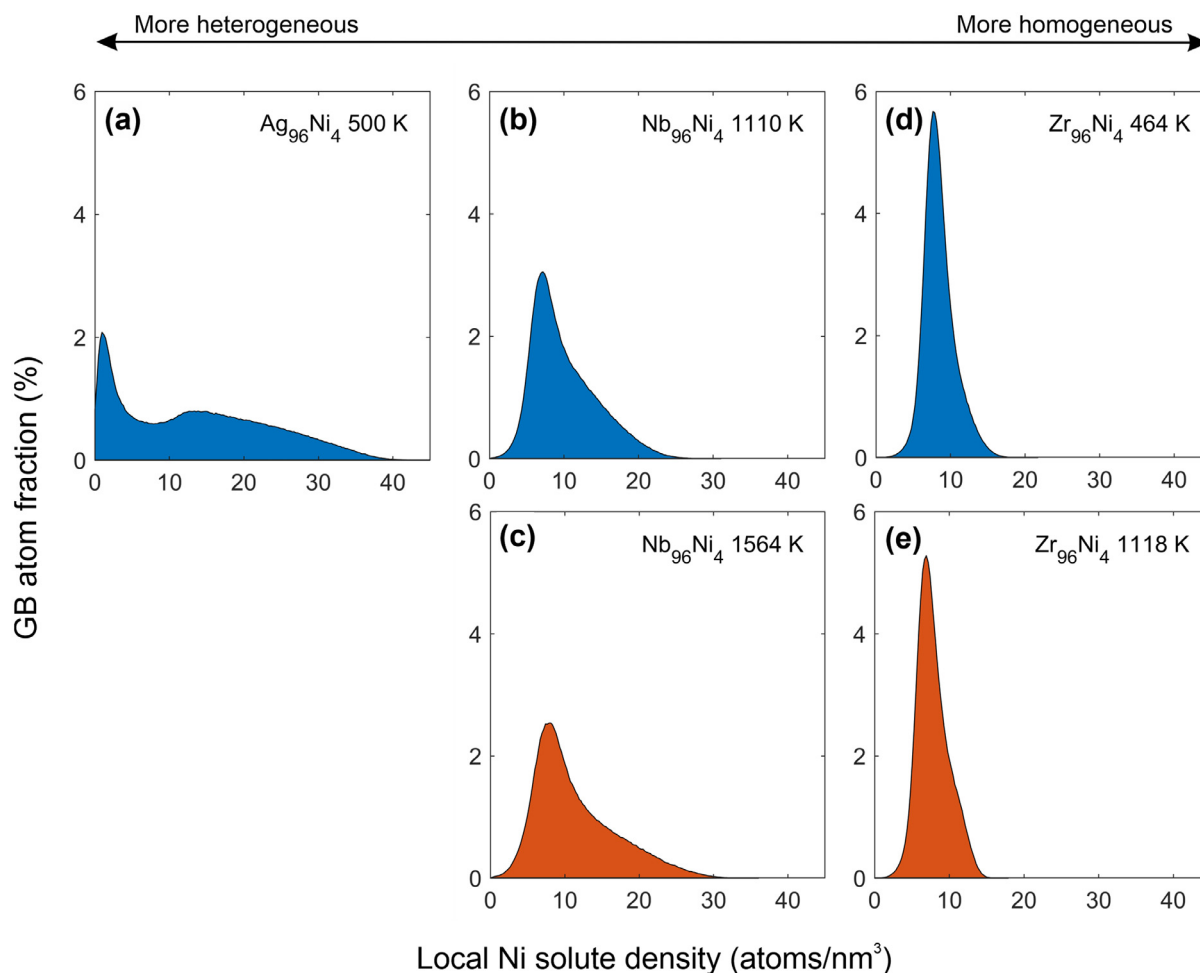 More heterogeneous
More homogeneous
(a)
Ag₉₆Ni₄ 500 K
6
4
2
0
0 10 20 30 40
(b)
Nb₉₆Ni₄ 1110 K
6
4
2
0
0 10 20 30 40
(d)
Zr₉₆Ni₄ 464 K
6
4
2
0
0 10 20 30 40
(c)
Nb₉₆Ni₄ 1564 K
6
4
2
0
0 10 20 30 40
(e)
Zr₉₆Ni₄ 1118 K
6
4
2
0
0 10 20 30 40
GB atom fraction (%)
Local Ni solute density (atoms/nm³)